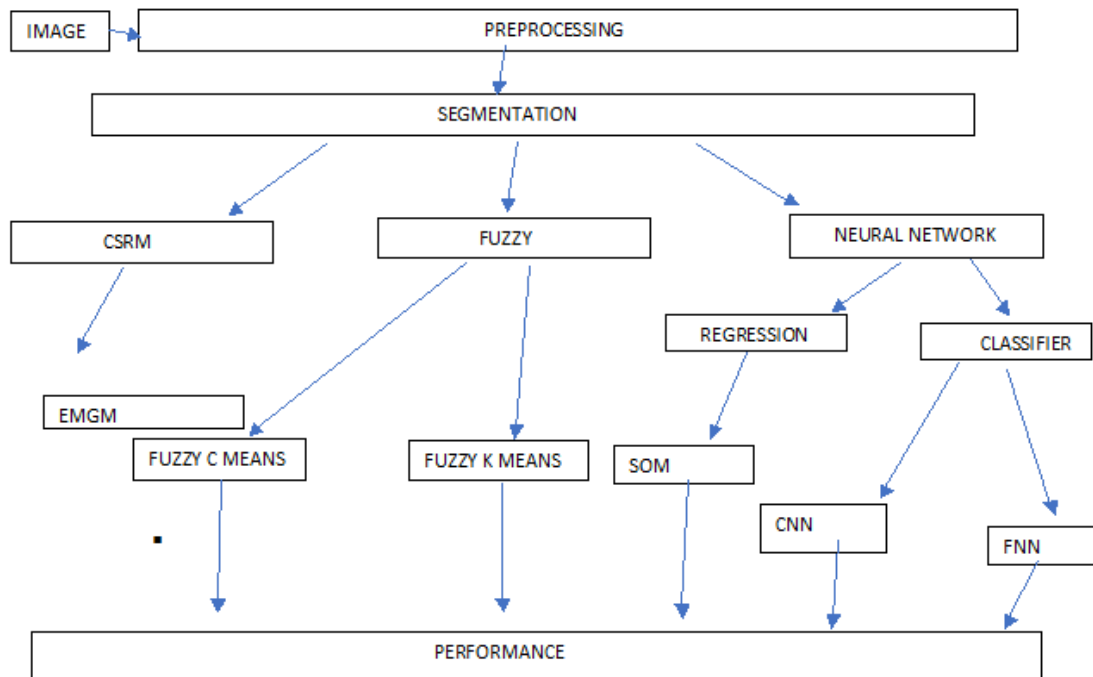 IMAGE
PREPROCESSING
SEGMENTATION
CSRM
FUZZY
NEURAL NETWORK
REGRESSION
CLASSIFIER
EMGM
FUZZY C MEANS
FUZZY K MEANS
SOM
CNN
FNN
PERFORMANCE